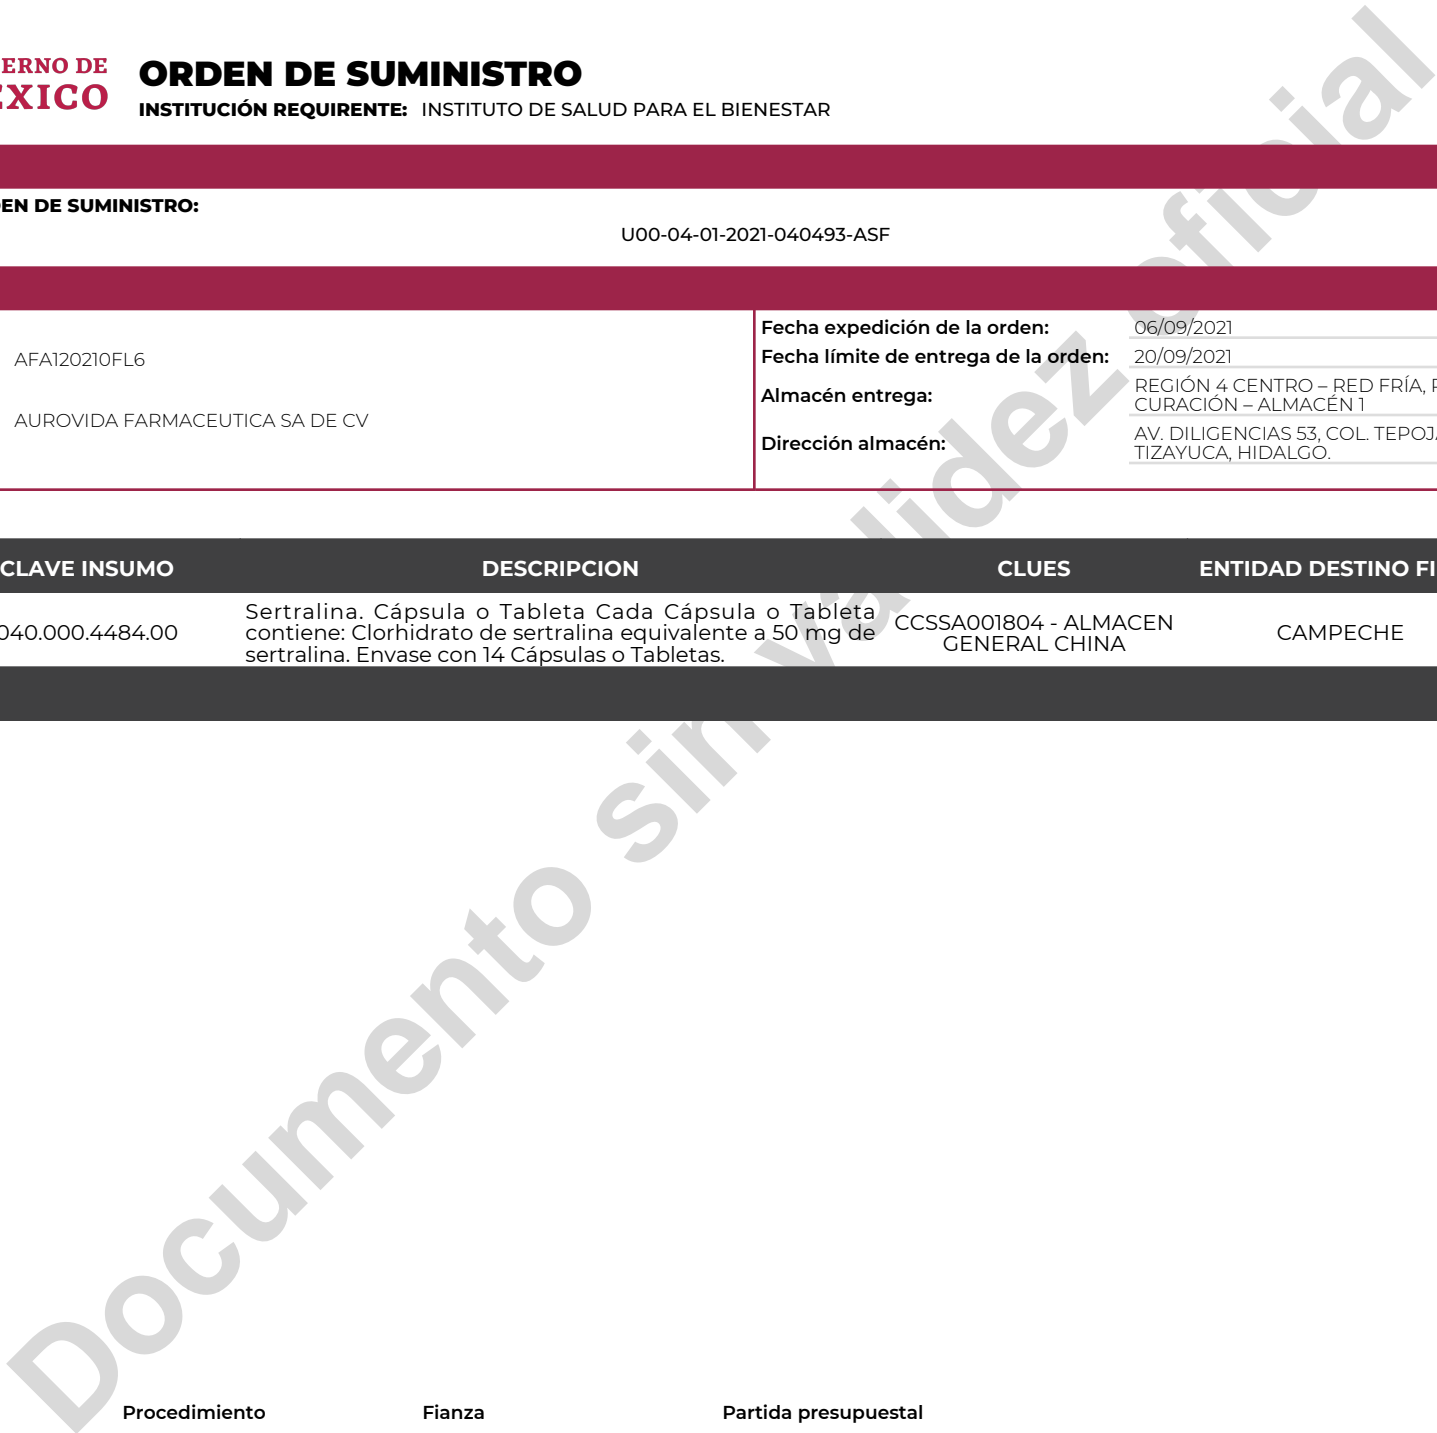 ERNO DE
EXICO
ORDEN DE SUMINISTRO
INSTITUCIÓN REQUIRENTE: INSTITUTO DE SALUD PARA EL BIENESTAR
EN DE SUMINISTRO:
U00-04-01-2021-040493-ASF
AFA120210FL6
AUROVIDA FARMACEUTICA SA DE CV
Fecha expedición de la orden: 06/09/2021
Fecha límite de entrega de la orden: 20/09/2021
Almacén entrega: REGIÓN 4 CENTRO – RED FRÍA,
CURACIÓN – ALMACÉN 1
Dirección almacén: AV. DILIGENCIAS 53, COL. TEPOJ
TIZAYUCA, HIDALGO.
CLAVE INSUMO DESCRIPCION CLUES ENTIDAD DESTINO FI
040.000.4484.00
Sertralina. Cápsula o Tableta Cada Cápsula o Tableta
contiene: Clorhidrato de sertralina equivalente a 50 mg de
sertralina. Envase con 14 Cápsulas o Tabletas.
CCSSA001804 - ALMACEN
GENERAL CHINA
CAMPECHE
Documento sin validez oficial
Procedimiento Fianza Partida presupuestal